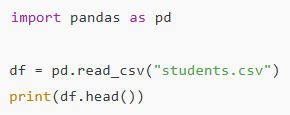 import pandas as pd
df = pd.read_csv("students.csv")
print(df.head())